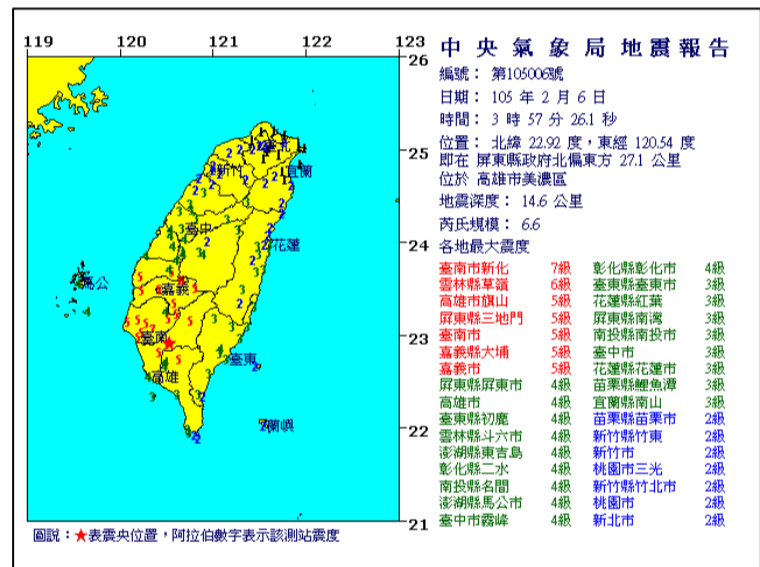 中央氣象局地震報告
編號： 第105006號
日期： 105 年 2 月 6 日
時間： 3 時 57 分 26.1 秒
位置： 北緯 22.92 度，東經 120.54 度
即在 屏東縣政府北偏東方 27.1 公里
位於 高雄市美濃區
地震深度： 14.6 公里
芮氏規模： 6.6
各地最大震度
臺南市新化 7級 彰化縣彰化市 4級
雲林縣草嶺 6級 臺東縣臺東市 3級
高雄市旗山 5級 花蓮縣紅葉 3級
屏東縣三地門 5級 屏東縣南灣 3級
臺南市 5級 南投縣南投市 3級
嘉義縣大埔 5級 臺中市 3級
嘉義市 5級 花蓮縣花蓮市 3級
屏東縣屏東市 4級 苗栗縣鯉魚潭 3級
高雄市 4級 宜蘭縣南山 3級
臺東縣初鹿 4級 苗栗縣苗栗市 2級
雲林縣斗六市 4級 新竹縣竹東 2級
澎湖縣東吉島 4級 新竹市 2級
彰化縣二水 4級 桃園市三光 2級
南投縣名間 4級 新竹縣竹北市 2級
澎湖縣馬公市 4級 桃園市 2級
臺中市霧峰 4級 新北市 2級
119 120 121 122 123
26
25
24
23
22
21
臺北
新竹
宜蘭
臺中
花蓮
馬公
嘉義
臺南
臺東
高雄
蘭嶼
圖說：★表震央位置，阿拉伯數字表示該測站震度